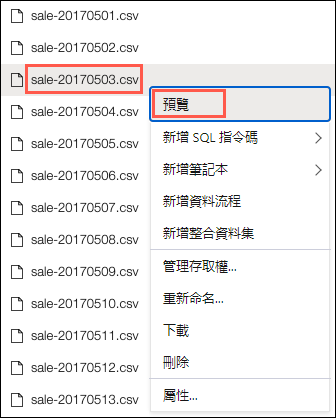 sale-20170501.csv
sale-20170502.csv
sale-20170503.csv
sale-20170504.csv
sale-20170505.csv
sale-20170506.csv
sale-20170507.csv
sale-20170508.csv
sale-20170509.csv
sale-20170510.csv
sale-20170511.csv
sale-20170512.csv
sale-20170513.csv
預覽
新增 SQL 指令碼
新增筆記本
新增資料流程
新增整合資料集
管理存取權...
重新命名...
下載
刪除
屬性...